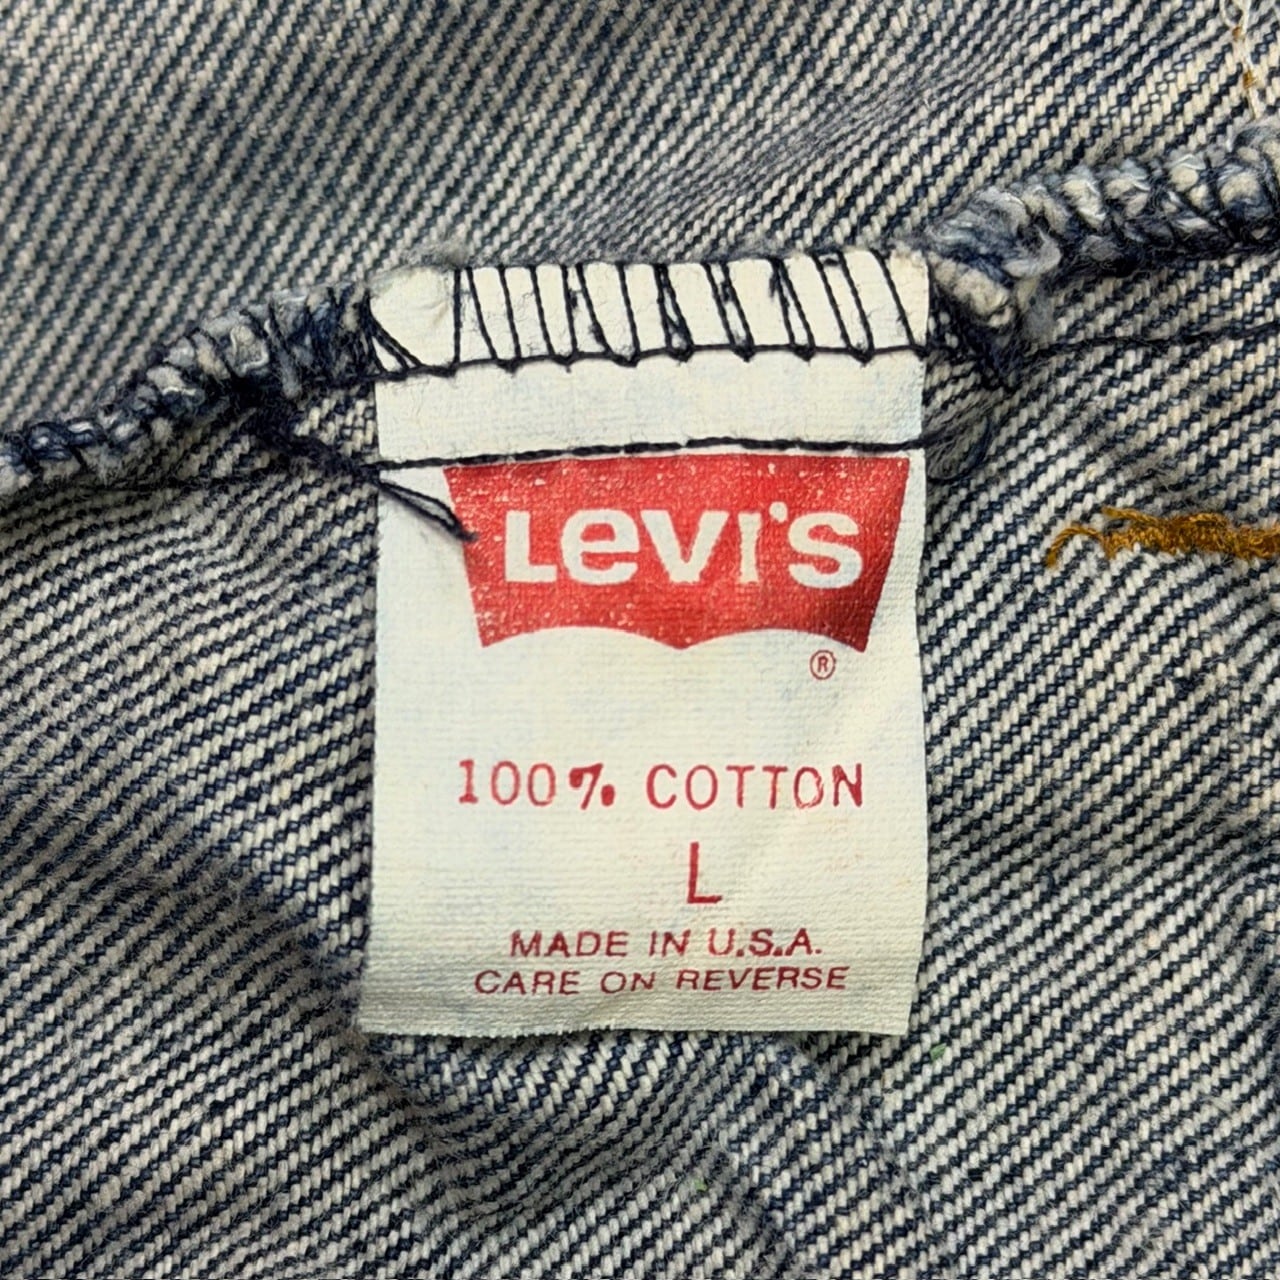 Levi's
®
100% COTTON
L
MADE IN U.S.A.
CARE ON REVERSE